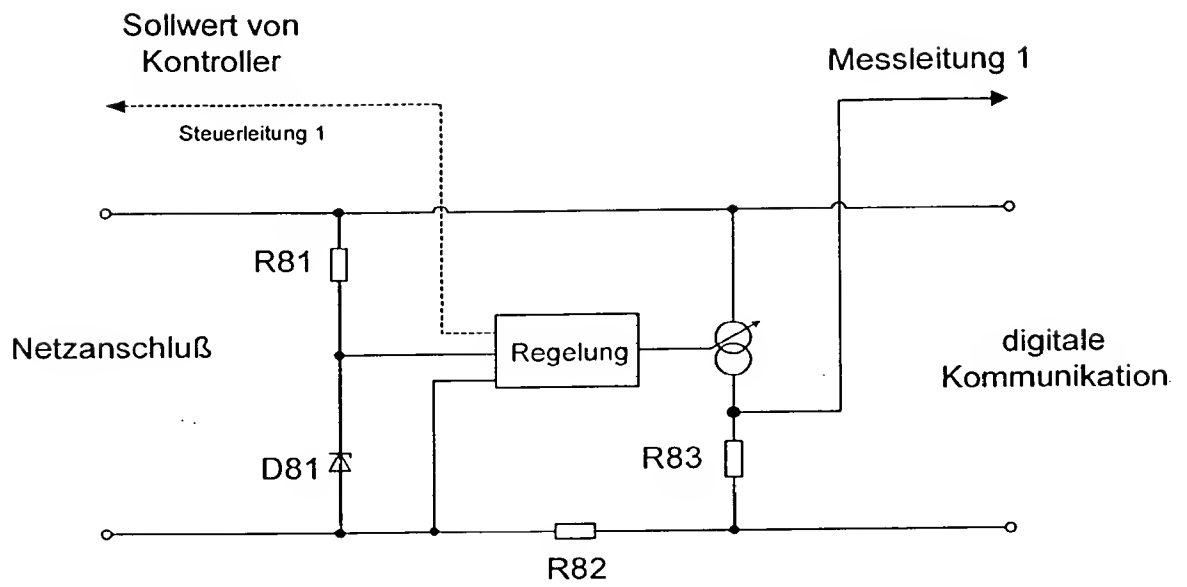 Sollwert von
Kontroller
Messleitung 1
Steuerleitung 1
R81
Netzanschluß
Regelung
digitale
Kommunikation
D81
R83
R82